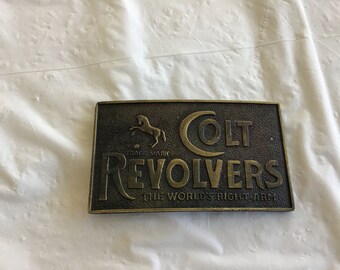 COLT
TRADE MARK
REVOLVERS
THE WORLD'S RIGHT ARM